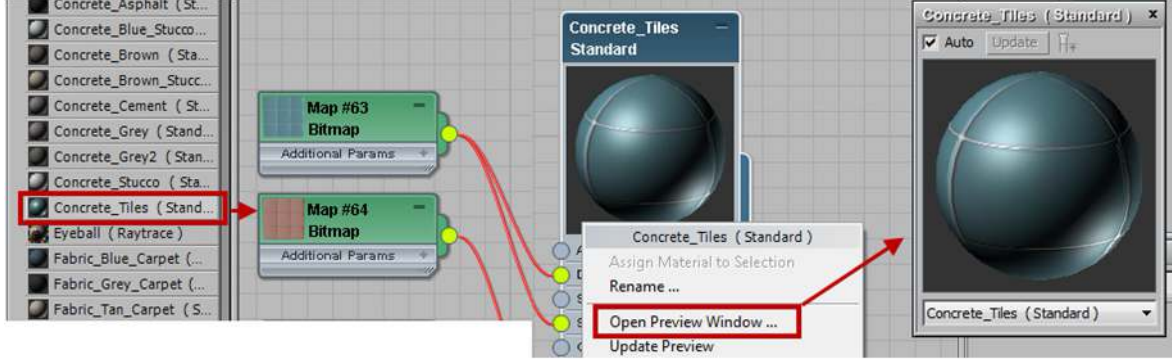 Concrete_Asphalt (St...
Concrete_Blue_Stucco...
Concrete_Brown (Sta...
Concrete_Brown_Stucc...
Concrete_Cement (St...
Concrete_Grey (Stand...
Concrete_Grey2 (Stan...
Concrete_Stucco (Sta...
Concrete_Tiles (Stand...
Eyeball (Raytrace)
Fabric_Blue_Carpet (...
Fabric_Grey_Carpet (...
Fabric_Tan_Carpet (S...
Map #63
Bitmap
Additional Params
Map #64
Bitmap
Additional Params
Concrete_Tiles
Standard
A
D
S
S
Concrete_Tiles (Standard)
Assign Material to Selection
Rename ...
Open Preview Window ...
Update Preview
Concrete_Tiles (Standard) x
Auto Update
Concrete_Tiles (Standard)